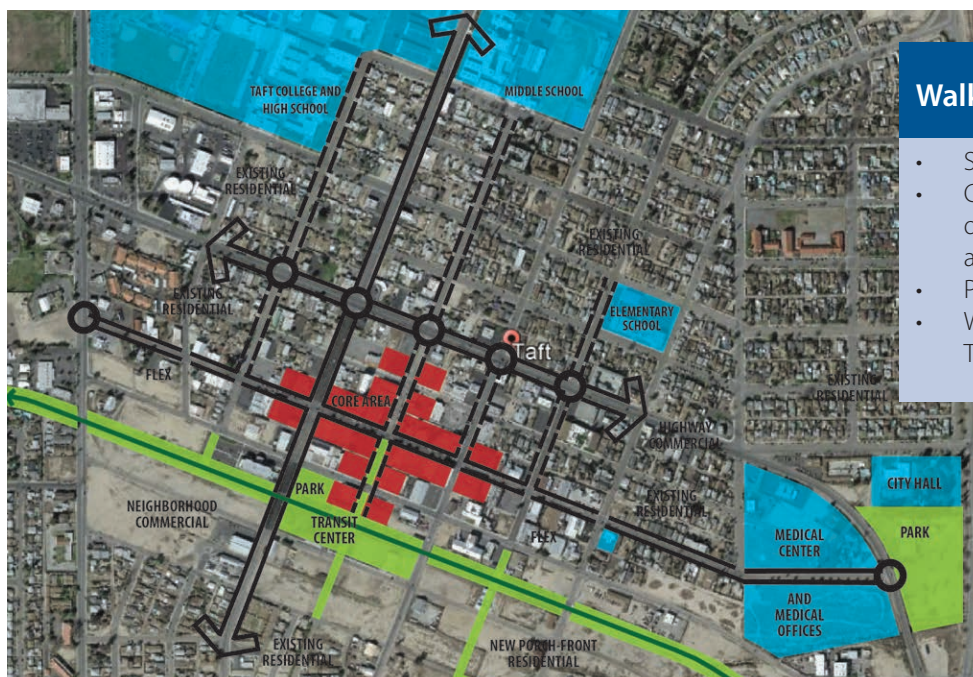 TAFT COLLEGE AND
HIGH SCHOOL
MIDDLE SCHOOL
EXISTING
RESIDENTIAL
EXISTING
RESIDENTIAL
EXISTING
RESIDENTIAL
ELEMENTARY
SCHOOL
Taft
FLEX
CORE AREA
EXISTING
RESIDENTIAL
HIGHWAY
COMMERCIAL
PARK
NEIGHBORHOOD
COMMERCIAL
TRANSIT
CENTER
FLEX
EXISTING
RESIDENTIAL
CITY HALL
MEDICAL
CENTER
PARK
AND
MEDICAL
OFFICES
EXISTING
RESIDENTIAL
NEW PORCH-FRONT
RESIDENTIAL
Wal
• S
• C
c
a
• P
• W
T